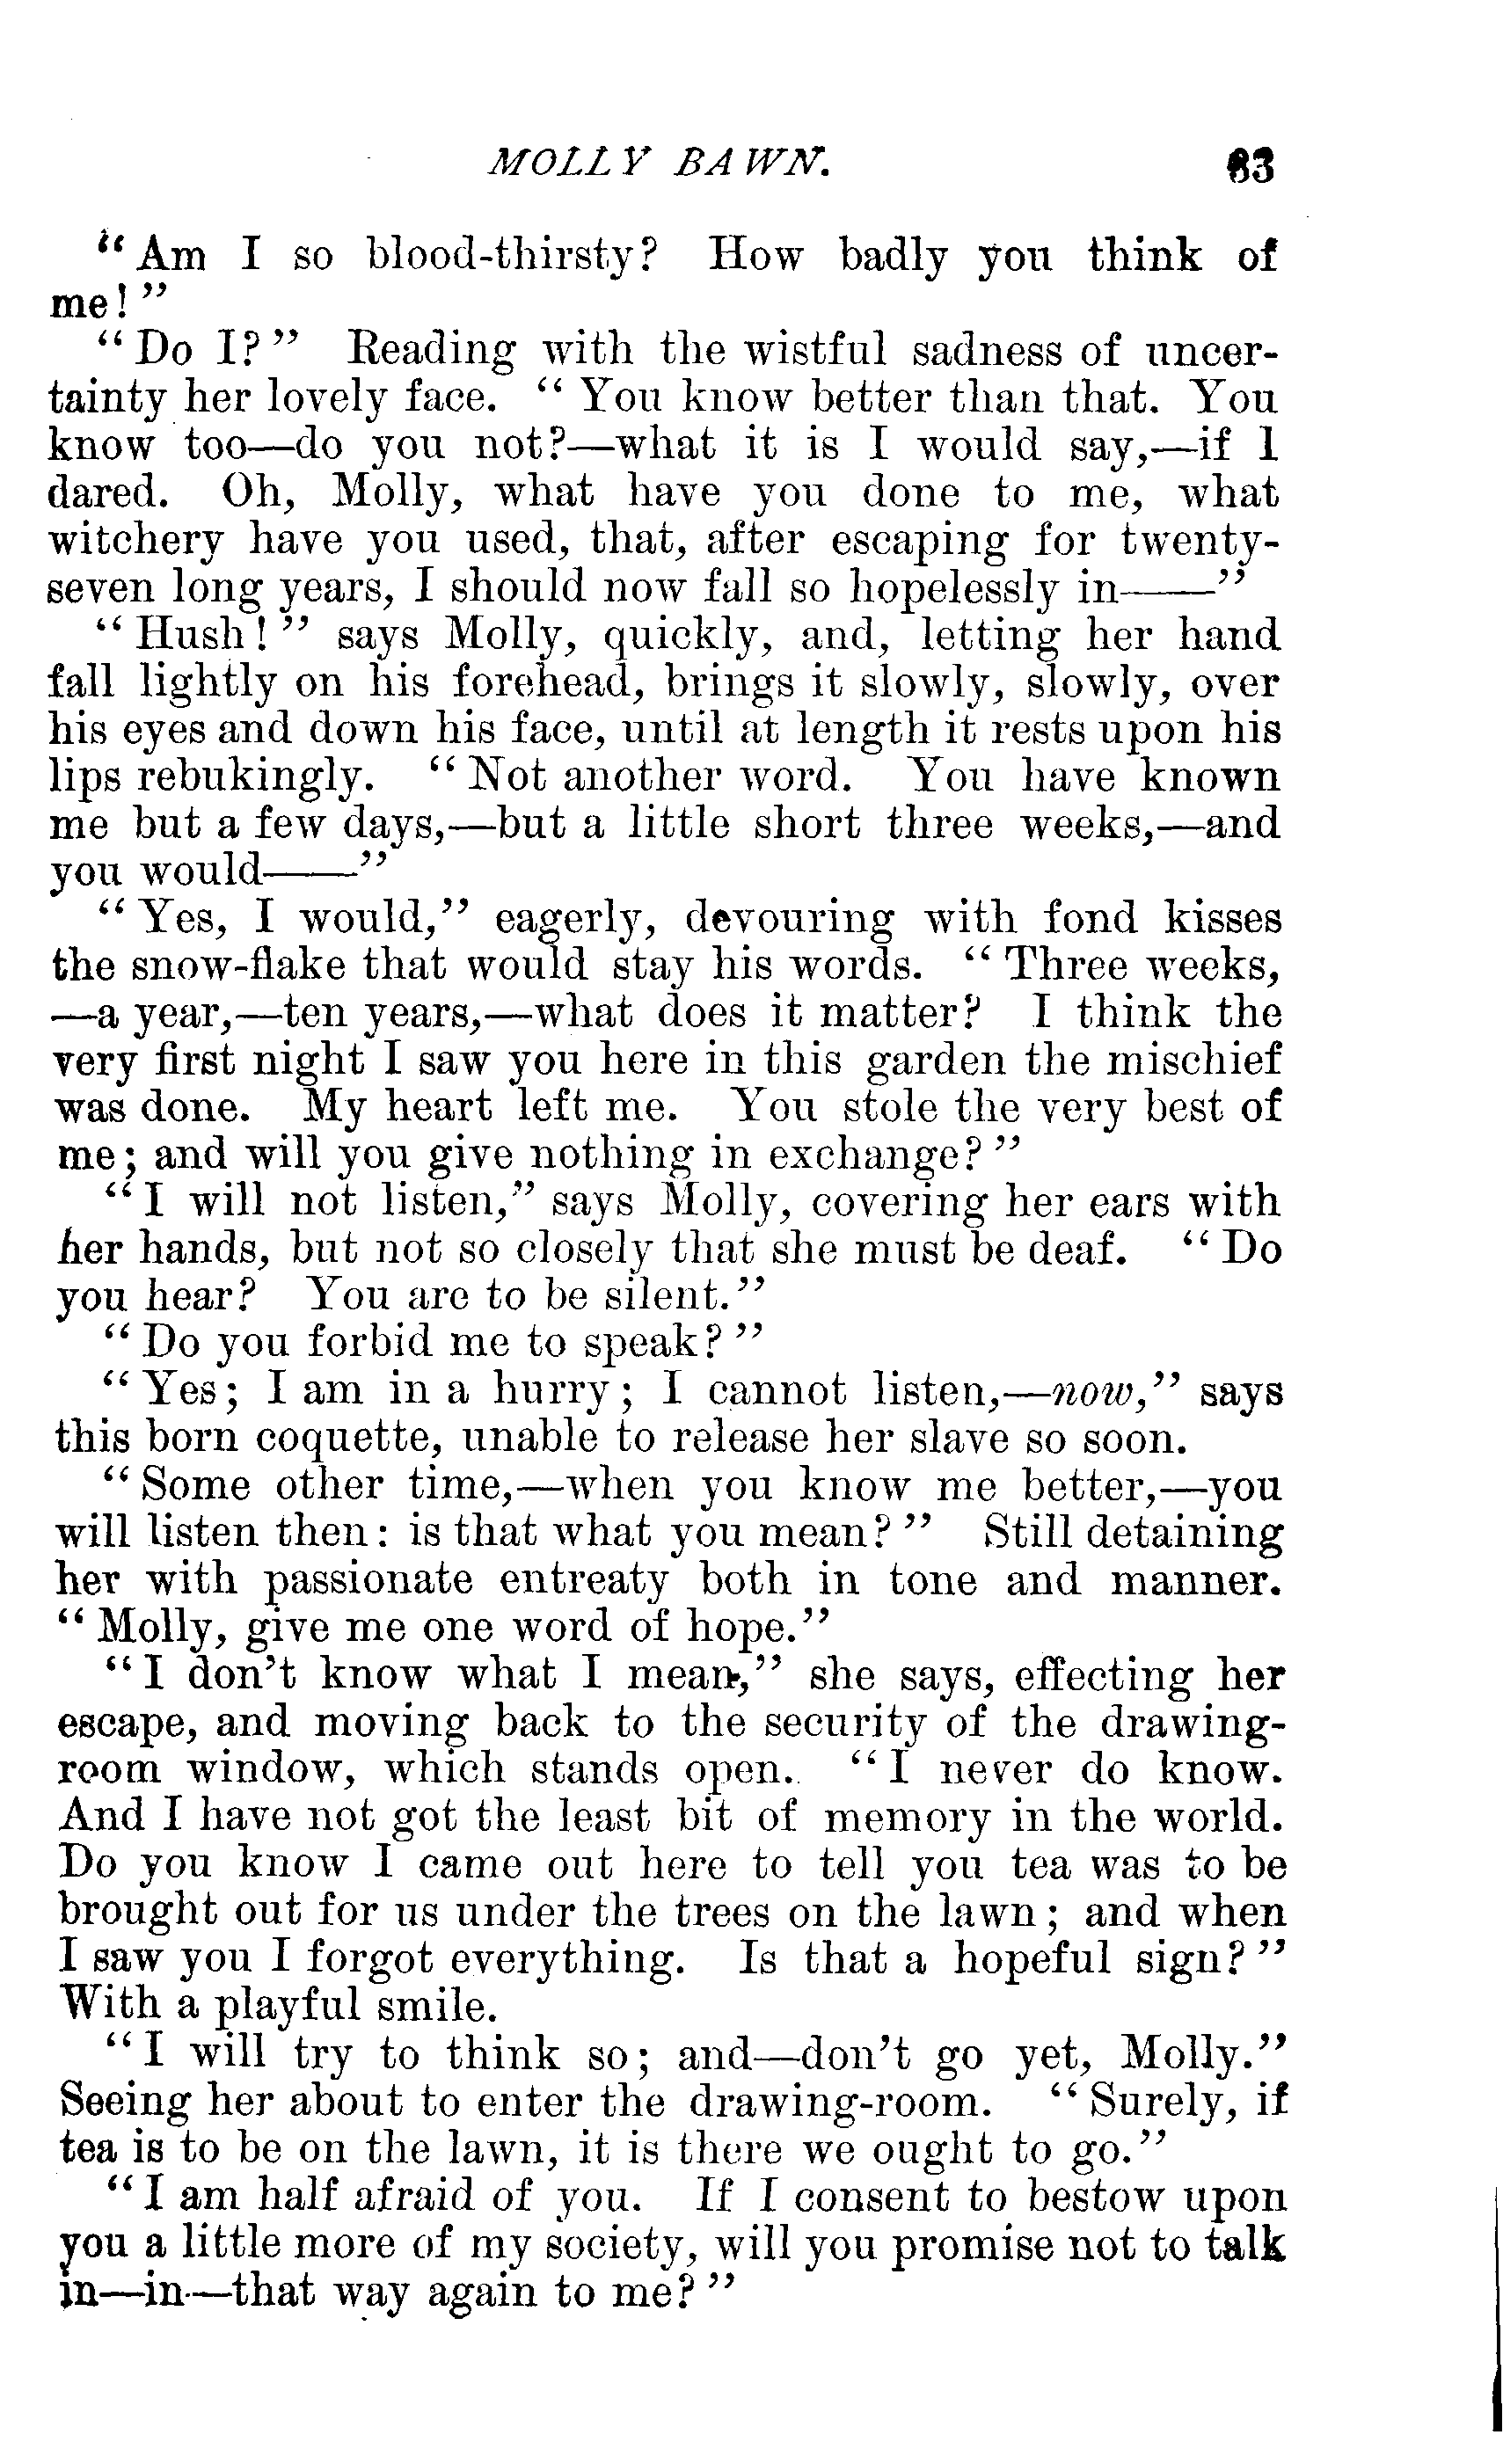 MOLLY BAWN. 63
"Am I so blood-thirsty? How badly you think of
me!"
"Do I?" Reading with the wistful sadness of uncer-
tainty her lovely face. "You know better than that. You
know too—do you not?—what it is I would say,—if I
dared. Oh, Molly, what have you done to me, what
witchery have you used, that, after escaping for twenty-
seven long years, I should now fall so hopelessly in——"
"Hush!" says Molly, quickly, and, letting her hand
fall lightly on his forehead, brings it slowly, slowly, over
his eyes and down his face, until at length it rests upon his
lips rebukingly. "Not another word. You have known
me but a few days,—but a little short three weeks,—and
you would——"
"Yes, I would," eagerly, devouring with fond kisses
the snow-flake that would stay his words. "Three weeks,
—a year,—ten years,—what does it matter? I think the
very first night I saw you here in this garden the mischief
was done. My heart left me. You stole the very best of
me; and will you give nothing in exchange?"
"I will not listen," says Molly, covering her ears with
her hands, but not so closely that she must be deaf. "Do
you hear? You are to be silent."
"Do you forbid me to speak?"
"Yes; I am in a hurry; I cannot listen,—now," says
this born coquette, unable to release her slave so soon.
"Some other time,—when you know me better,—you
will listen then: is that what you mean?" Still detaining
her with passionate entreaty both in tone and manner.
"Molly, give me one word of hope."
"I don't know what I mean," she says, effecting her
escape, and moving back to the security of the drawing-
room window, which stands open. "I never do know.
And I have not got the least bit of memory in the world.
Do you know I came out here to tell you tea was to be
brought out for us under the trees on the lawn; and when
I saw you I forgot everything. Is that a hopeful sign?"
With a playful smile.
"I will try to think so; and—don't go yet, Molly."
Seeing her about to enter the drawing-room. "Surely, if
tea is to be on the lawn, it is there we ought to go."
"I am half afraid of you. If I consent to bestow upon
you a little more of my society, will you promise not to talk
in—in—that way again to me?"